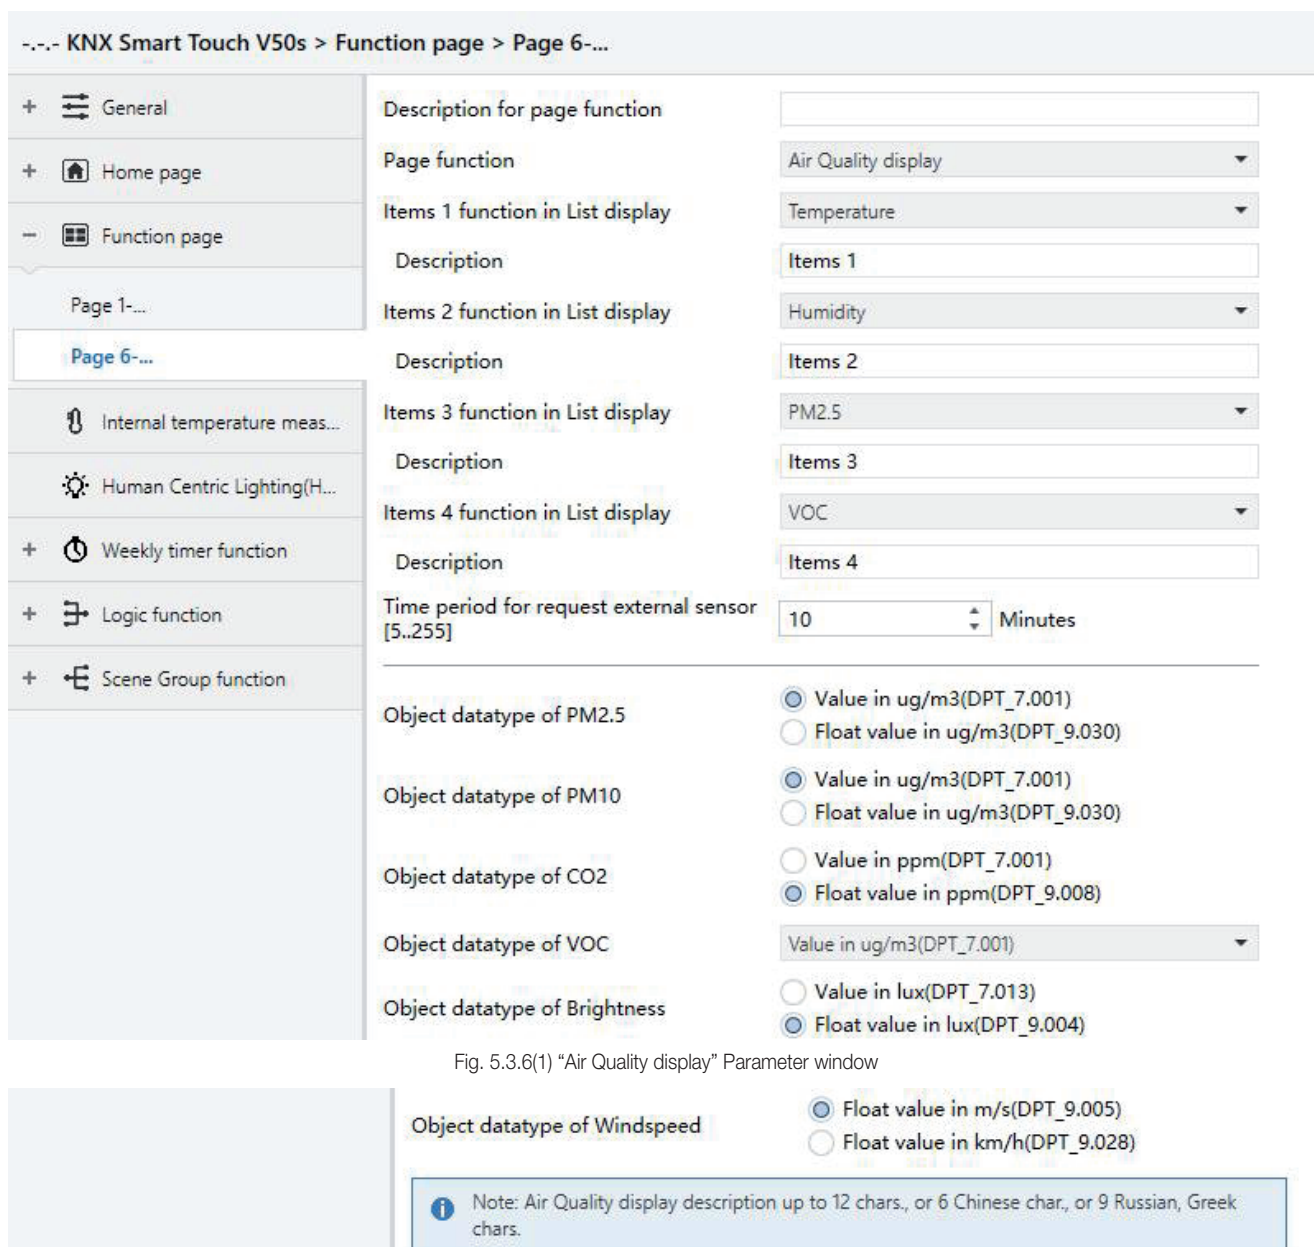 -.-.- KNX Smart Touch V50s > Function page > Page 6-...
+ General
+ Home page
− Function page
Page 1-...
Page 6-...
Internal temperature meas...
Human Centric Lighting(H...
+ Weekly timer function
+ Logic function
+ Scene Group function
Description for page function
Page function Air Quality display
Items 1 function in List display Temperature
Description Items 1
Items 2 function in List display Humidity
Description Items 2
Items 3 function in List display PM2.5
Description Items 3
Items 4 function in List display VOC
Description Items 4
Time period for request external sensor
[5..255] 10 Minutes
Object datatype of PM2.5
Value in ug/m3(DPT_7.001)
Float value in ug/m3(DPT_9.030)
Object datatype of PM10
Value in ug/m3(DPT_7.001)
Float value in ug/m3(DPT_9.030)
Object datatype of CO2
Value in ppm(DPT_7.001)
Float value in ppm(DPT_9.008)
Object datatype of VOC Value in ug/m3(DPT_7.001)
Object datatype of Brightness
Value in lux(DPT_7.013)
Float value in lux(DPT_9.004)
Fig. 5.3.6(1) “Air Quality display” Parameter window
Object datatype of Windspeed
Float value in m/s(DPT_9.005)
Float value in km/h(DPT_9.028)
Note: Air Quality display description up to 12 chars., or 6 Chinese char., or 9 Russian, Greek
chars.